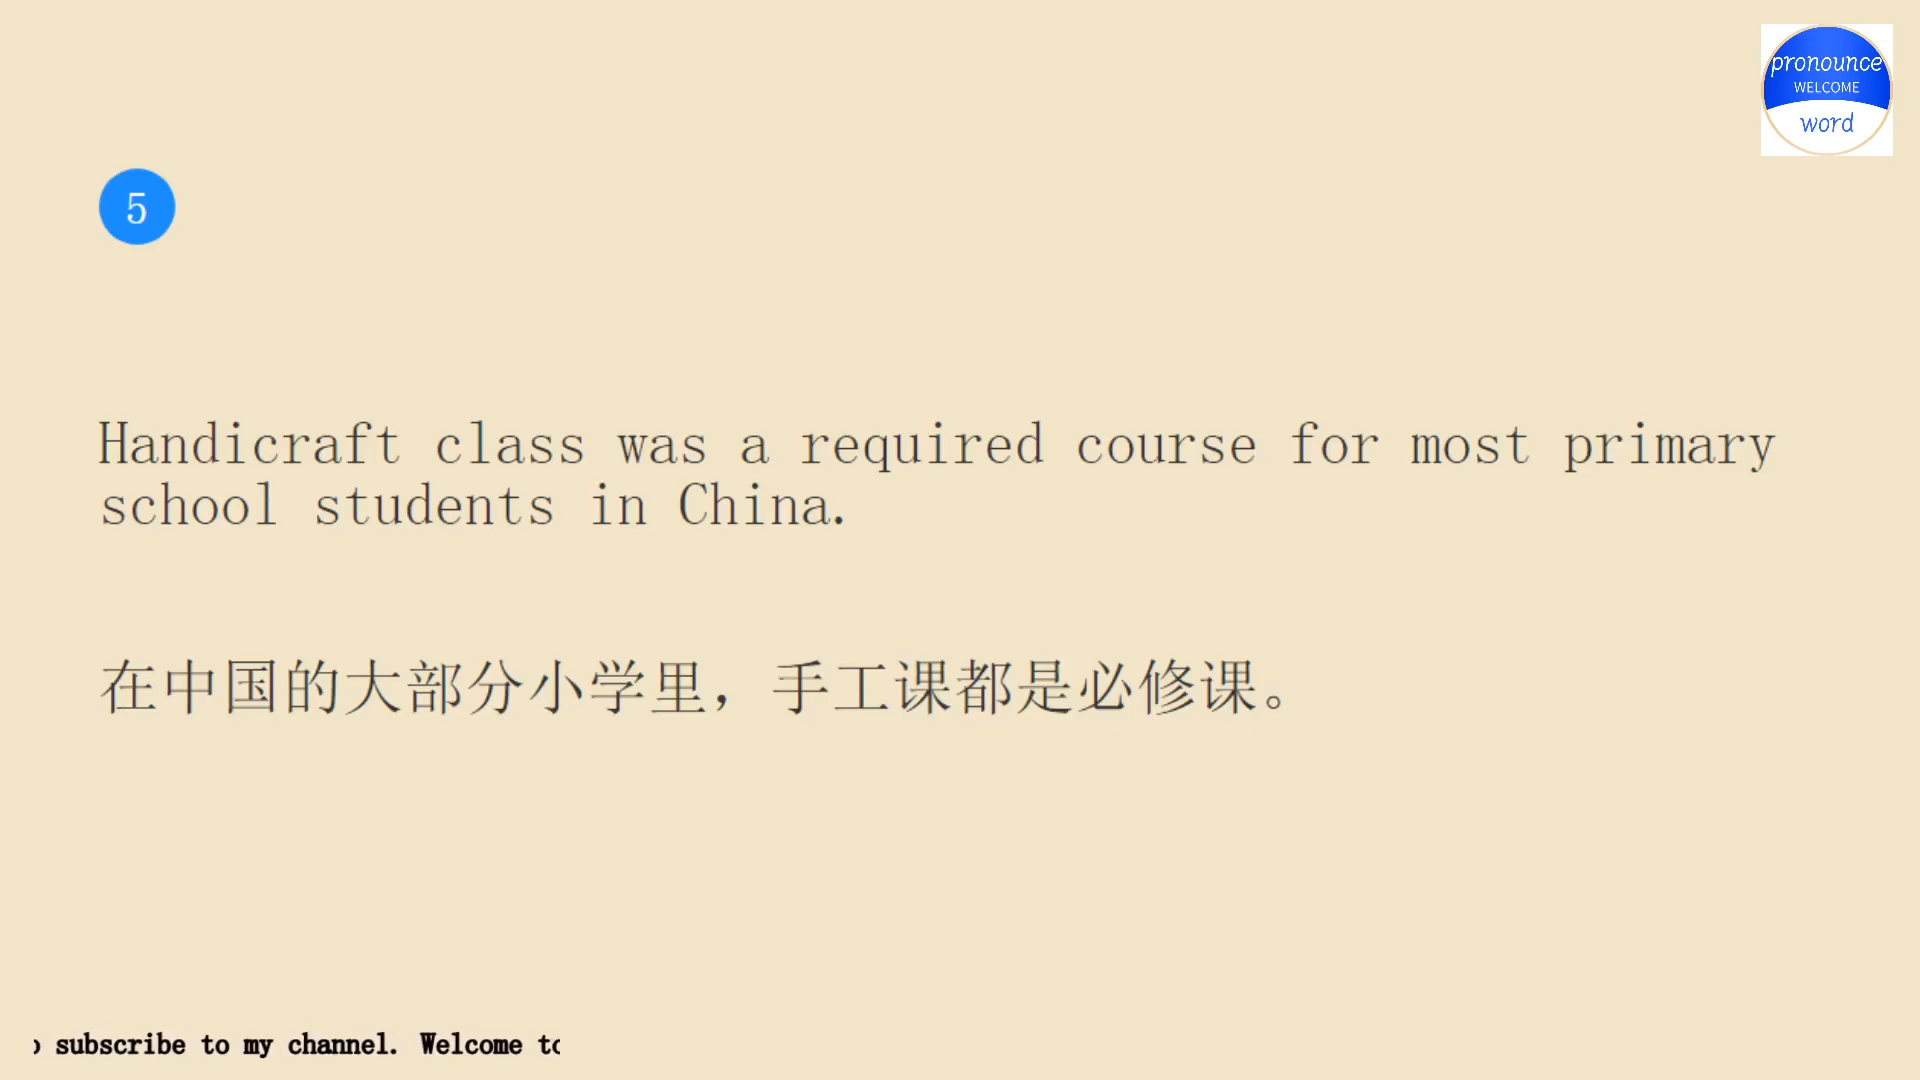 pronounce
WELCOME
word
5
Handicraft class was a required course for most primary
school students in China.
在中国的大部分小学里，手工课都是必修课。
subscribe to my channel. Welcome